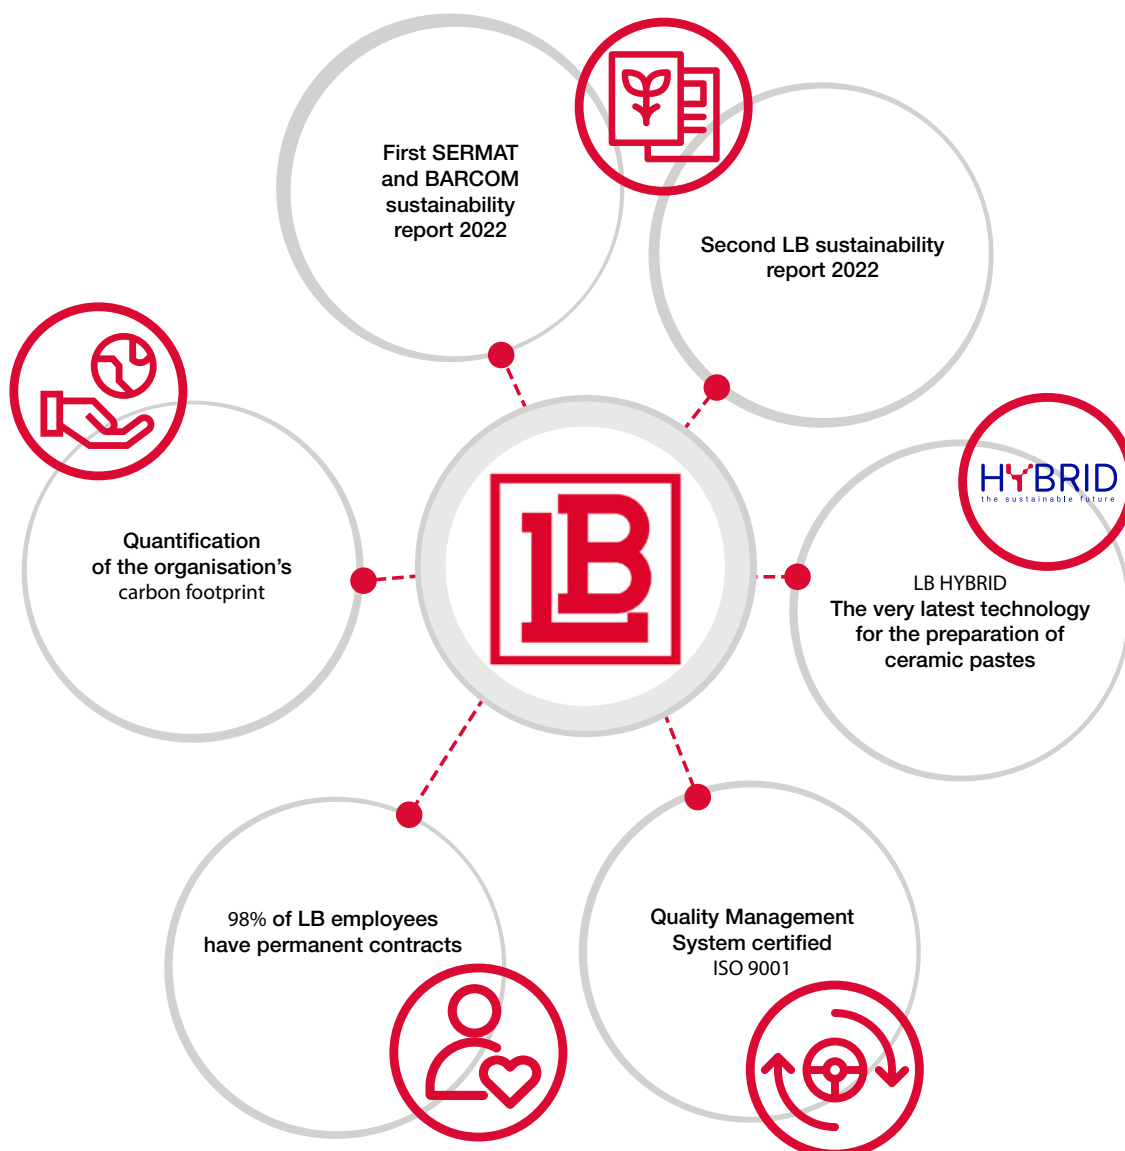 First SERMAT
and BARCOM
sustainability
report 2022
Second LB sustainability
report 2022
HYBRID
the sustainable future
Quantification
of the organisation's
carbon footprint
LB
LB HYBRID
The very latest technology
for the preparation of
ceramic pastes
98% of LB employees
have permanent contracts
Quality Management
System certified
ISO 9001